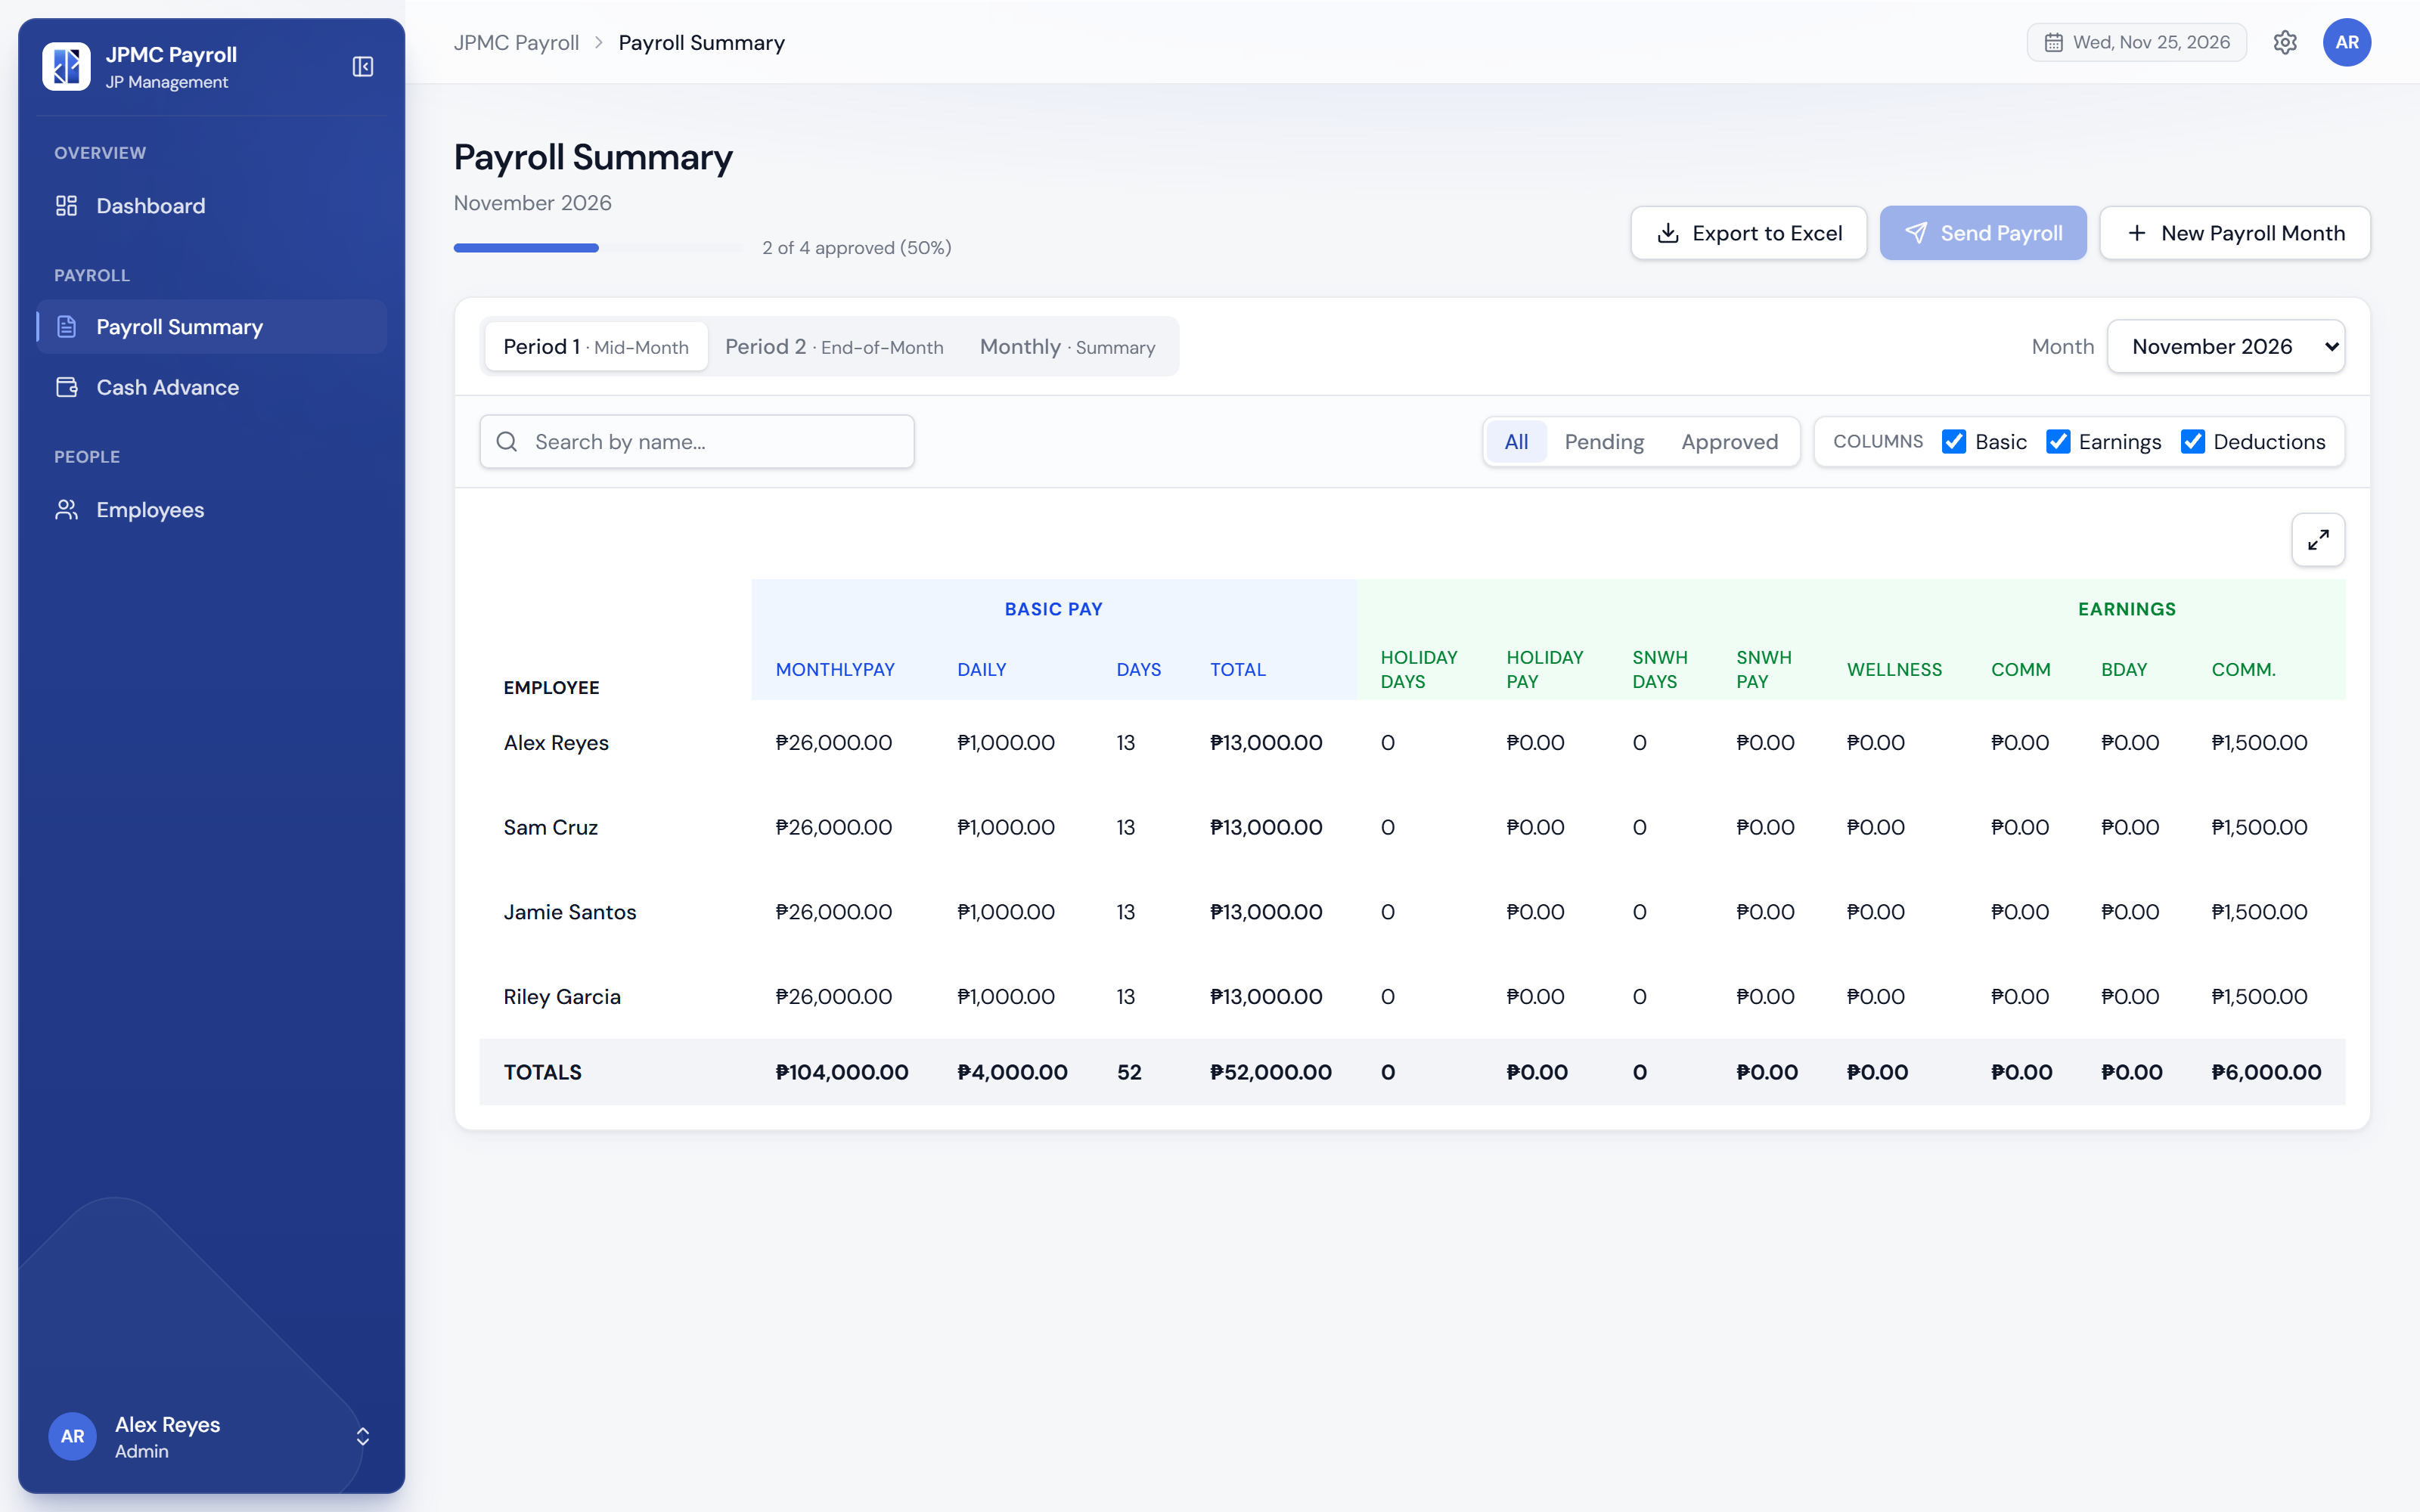 JPMC Payroll
JP Management
OVERVIEW
Dashboard
PAYROLL
Payroll Summary
Cash Advance
PEOPLE
Employees
AR
Alex Reyes
Admin
JPMC Payroll > Payroll Summary
Wed, Nov 25, 2026
AR
Payroll Summary
November 2026
2 of 4 approved (50%)
Export to Excel
Send Payroll
+ New Payroll Month
Period 1 · Mid-Month
Period 2 · End-of-Month
Monthly · Summary
Month
November 2026
Search by name...
All
Pending
Approved
COLUMNS Basic Earnings Deductions
BASIC PAY EARNINGS
EMPLOYEE MONTHLYPAY DAILY DAYS TOTAL HOLIDAY DAYS HOLIDAY PAY SNWH DAYS SNWH PAY WELLNESS COMM BDAY COMM.
Alex Reyes ₱26,000.00 ₱1,000.00 13 ₱13,000.00 0 ₱0.00 0 ₱0.00 ₱0.00 ₱0.00 ₱0.00 ₱1,500.00
Sam Cruz ₱26,000.00 ₱1,000.00 13 ₱13,000.00 0 ₱0.00 0 ₱0.00 ₱0.00 ₱0.00 ₱0.00 ₱1,500.00
Jamie Santos ₱26,000.00 ₱1,000.00 13 ₱13,000.00 0 ₱0.00 0 ₱0.00 ₱0.00 ₱0.00 ₱0.00 ₱1,500.00
Riley Garcia ₱26,000.00 ₱1,000.00 13 ₱13,000.00 0 ₱0.00 0 ₱0.00 ₱0.00 ₱0.00 ₱0.00 ₱1,500.00
TOTALS ₱104,000.00 ₱4,000.00 52 ₱52,000.00 0 ₱0.00 0 ₱0.00 ₱0.00 ₱0.00 ₱0.00 ₱6,000.00